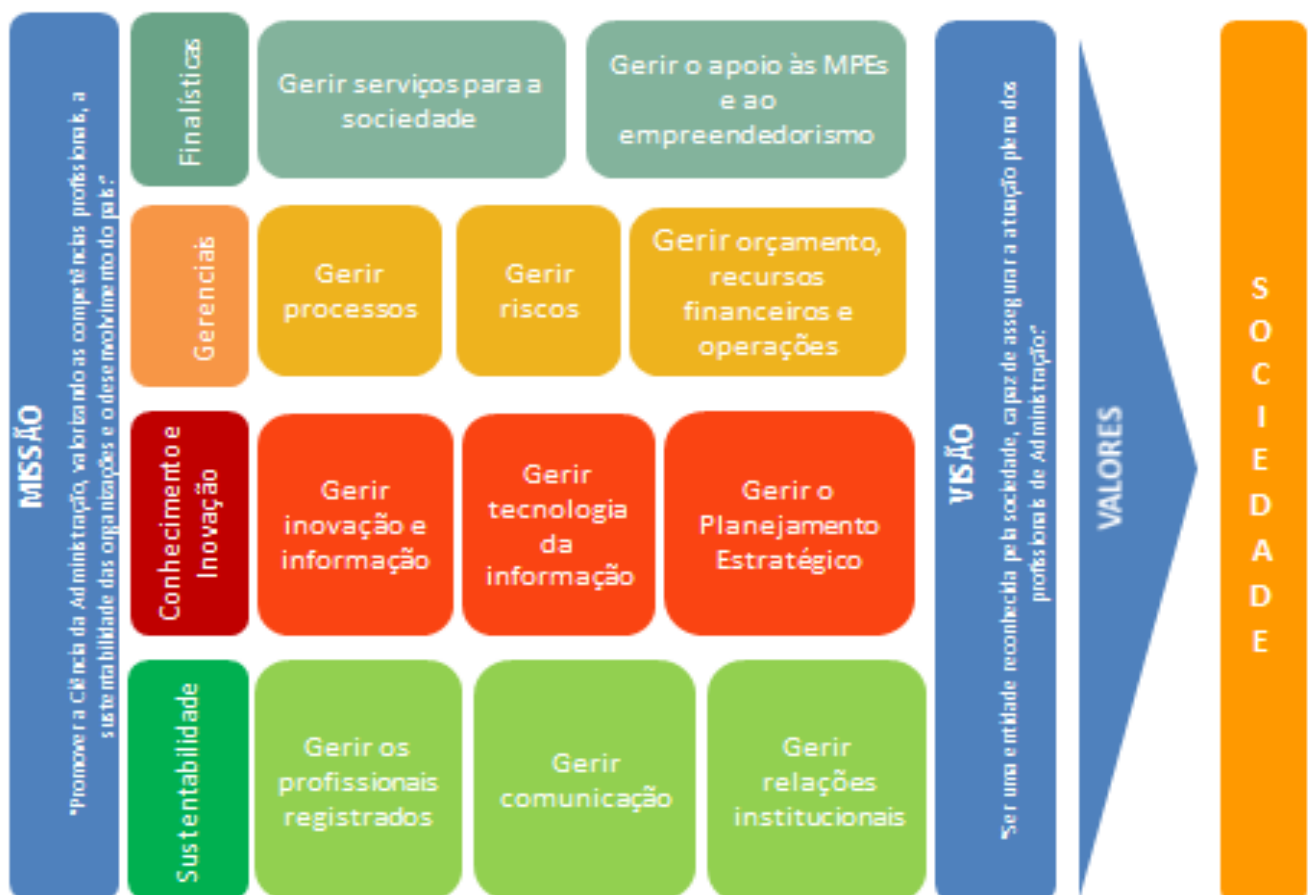 MISSÃO
"Promover a Ciência da Administração, valorizando as competências profissionais, a
sustentabilidade das organizações e o desenvolvimento do país."
Finalísticas
Gerir serviços para a
sociedade
Gerir o apoio às MPEs
e ao
empreendedorismo
Gerenciais
Gerir
processos
Gerir
riscos
Gerir orçamento,
recursos
financeiros e
operações
Conhecimento e
Inovação
Gerir
inovação e
informação
Gerir
tecnologia
da
informação
Gerir o
Planejamento
Estratégico
Sustentabilidade
Gerir os
profissionais
registrados
Gerir
comunicação
Gerir
relações
institucionais
VISÃO
"Ser uma entidade reconhecida pela sociedade, capaz de assegurar a atuação plena dos
profissionais de Administração."
VALORES
SOCIEDADE